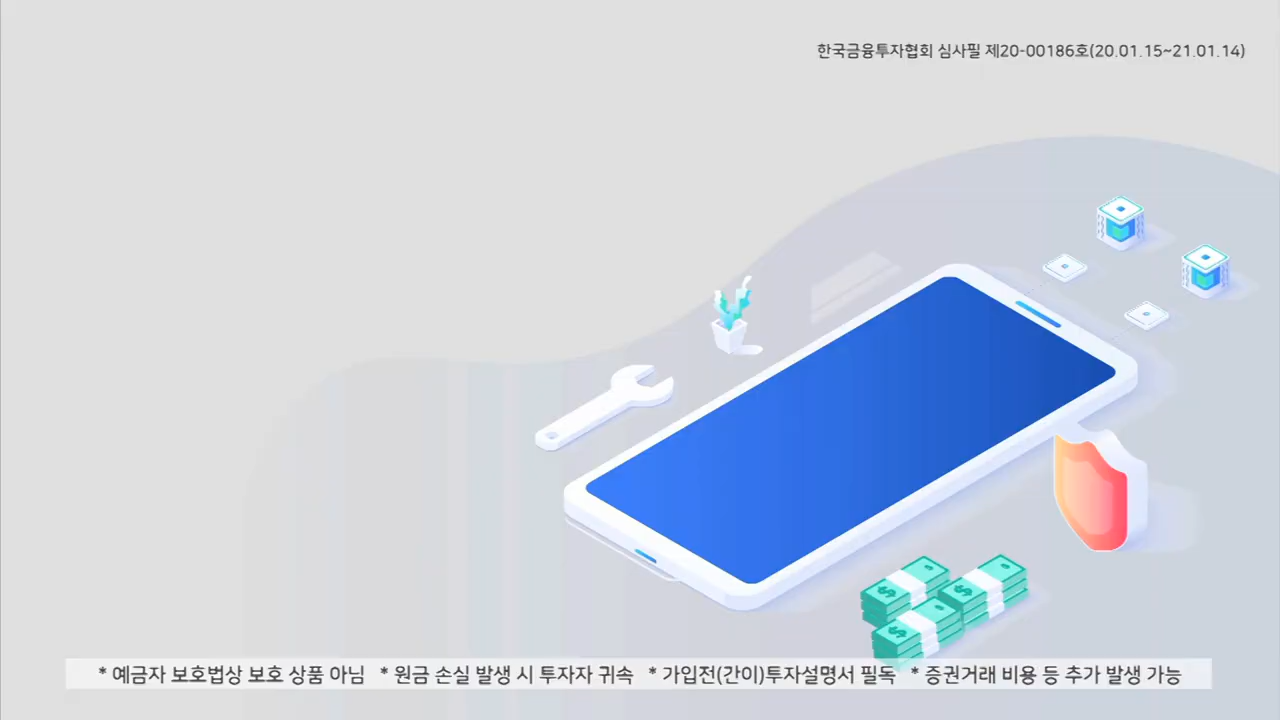 한국금융투자협회 심사필 제20-00186호(20.01.15~21.01.14)
* 예금자 보호법상 보호 상품 아님 * 원금 손실 발생 시 투자자 귀속 * 가입전(간이)투자설명서 필독 * 증권거래 비용 등 추가 발생 가능